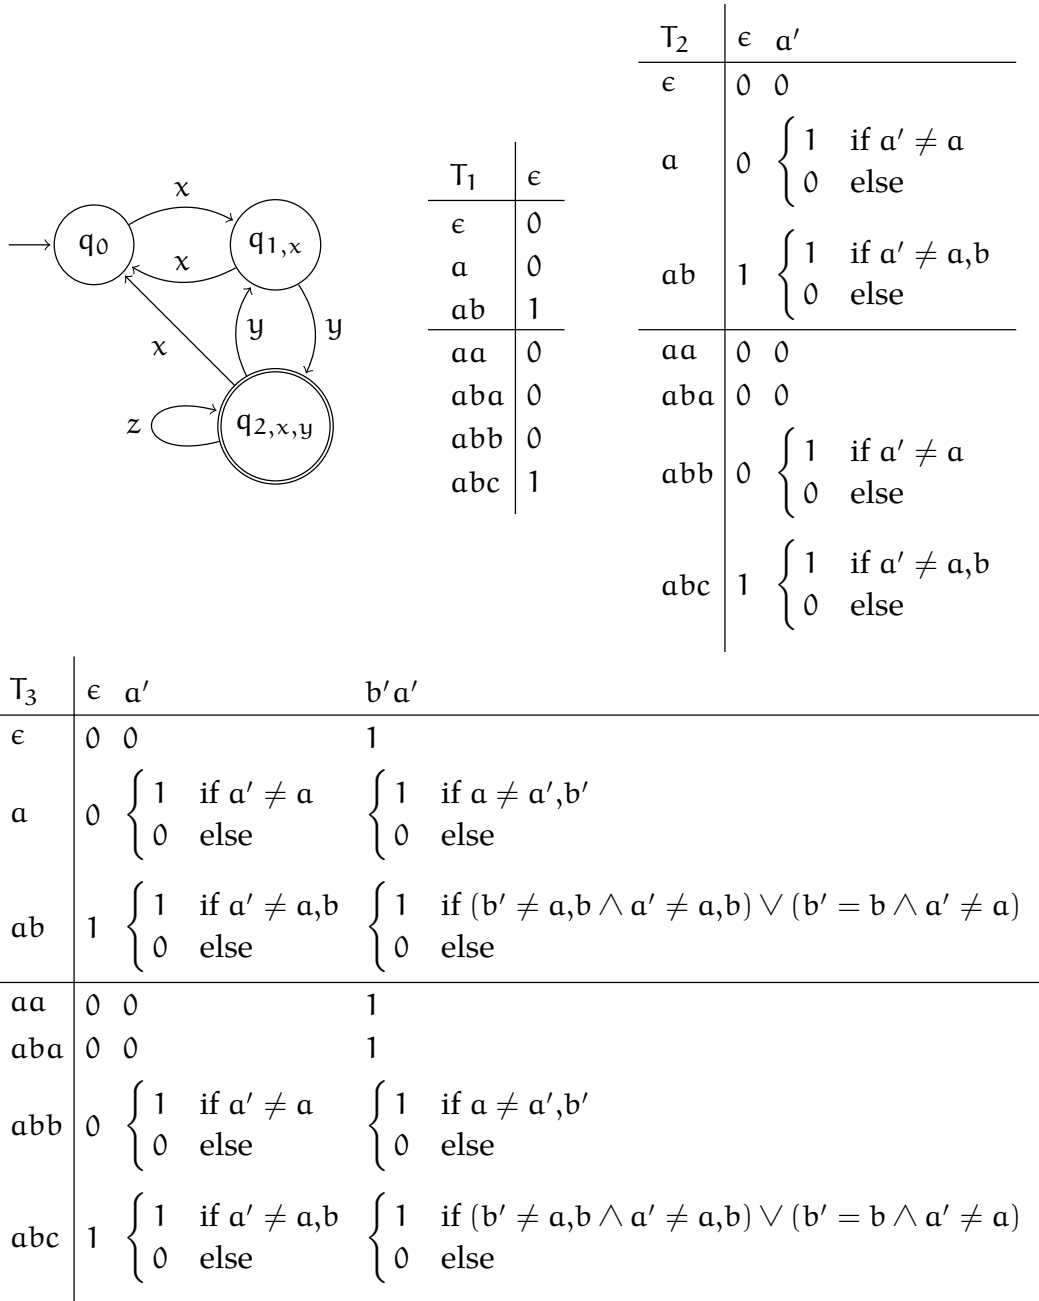 x
q₀ q₁,ₓ
x
y y
x
z q₂,ₓ,ᵧ
T₁ ϵ
ϵ 0
a 0
ab 1
aa 0
aba 0
abb 0
abc 1
T₂ ϵ a′
ϵ 0 0
a 0 { 1 if a′ ≠ a
0 else
ab 1 { 1 if a′ ≠ a,b
0 else
aa 0 0
aba 0 0
abb 0 { 1 if a′ ≠ a
0 else
abc 1 { 1 if a′ ≠ a,b
0 else
T₃ ϵ a′ b′a′
ϵ 0 0 1
a 0 { 1 if a′ ≠ a { 1 if a ≠ a′,b′
0 else 0 else
ab 1 { 1 if a′ ≠ a,b { 1 if (b′ ≠ a,b ∧ a′ ≠ a,b) ∨ (b′ = b ∧ a′ ≠ a)
0 else 0 else
aa 0 0 1
aba 0 0 1
abb 0 { 1 if a′ ≠ a { 1 if a ≠ a′,b′
0 else 0 else
abc 1 { 1 if a′ ≠ a,b { 1 if (b′ ≠ a,b ∧ a′ ≠ a,b) ∨ (b′ = b ∧ a′ ≠ a)
0 else 0 else